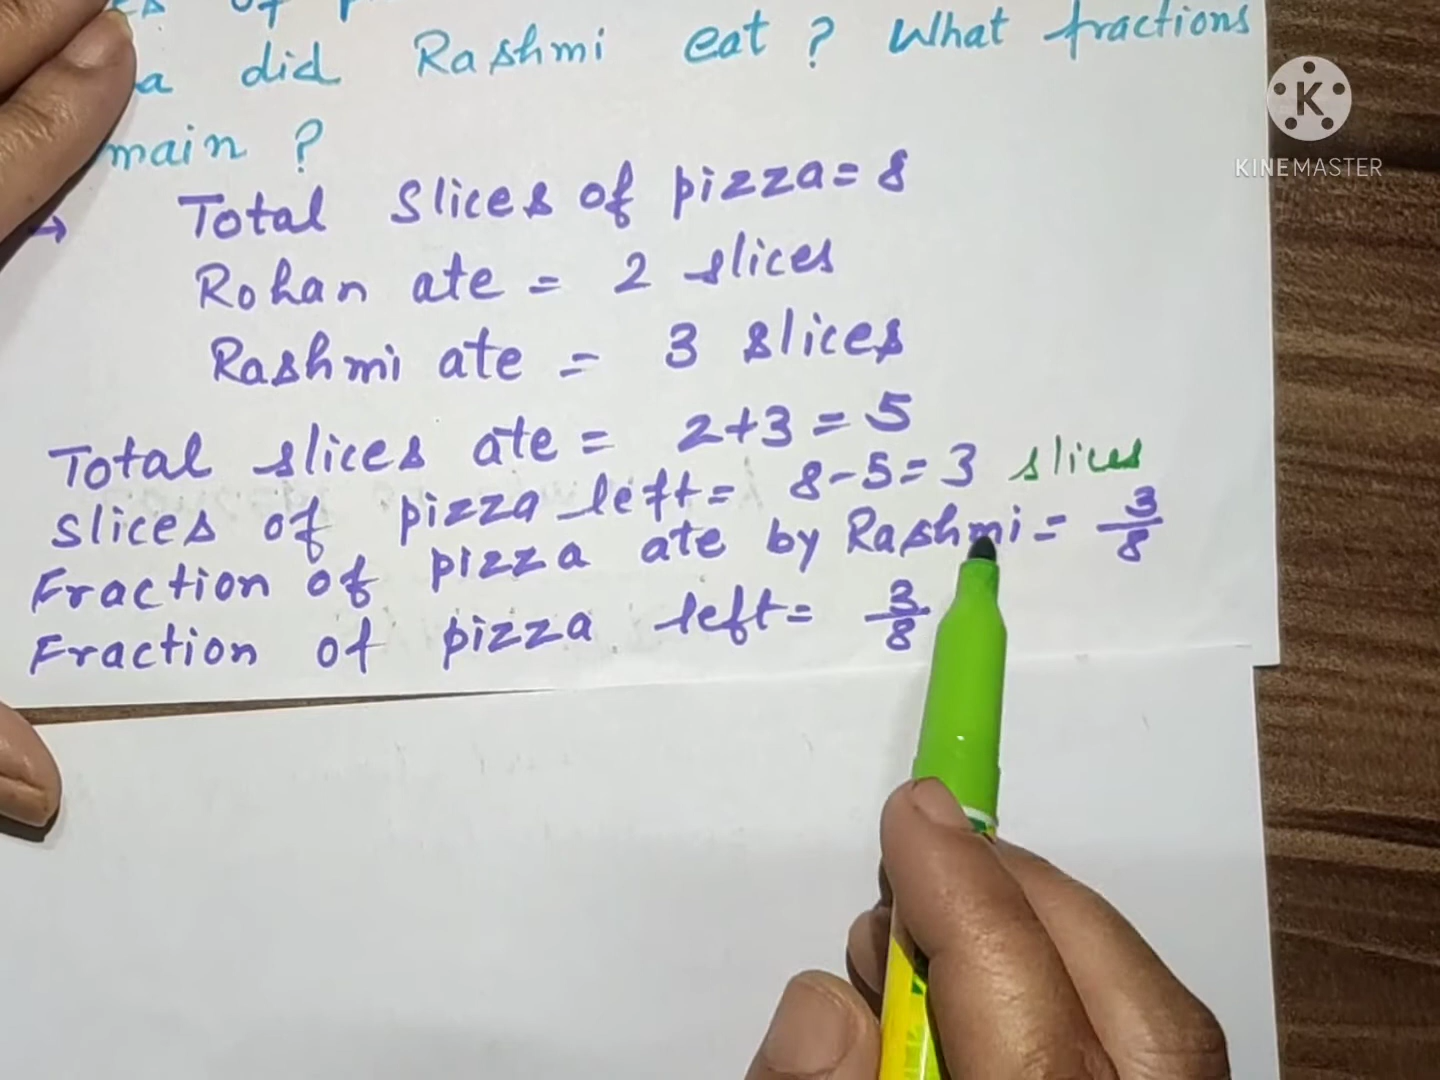 of
a did Rashmi eat ? What fractions
main ?
→ Total Slices of pizza = 8
Rohan ate = 2 slices
Rashmi ate = 3 slices
Total slices ate = 2+3 = 5
Slices of pizza left = 8-5=3 slices
Fraction of pizza ate by Rashmi = 3/8
Fraction of pizza left = 3/8
K
KINEMASTER